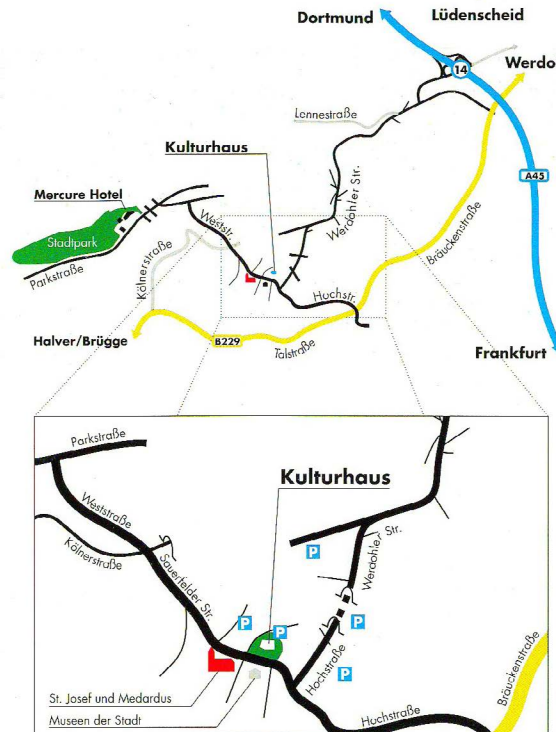 Dortmund
Lüdenscheid
14
Werdo
Lennestraße
Kulturhaus
A45
Mercure Hotel
Werdohler Str.
Weststr.
Stadtpark
Kölnerstraße
Bräuckenstraße
Parkstraße
Hochstr.
Halver/Brügge
B229
Talstraße
Frankfurt
Parkstraße
Kulturhaus
Weststraße
Werdohler Str.
P
Kölnerstraße
Sauerfelder Str.
P
P
P
P
Hochstraße
St. Josef und Medardus
Museen der Stadt
Hochstraße
Bräuckenstraße